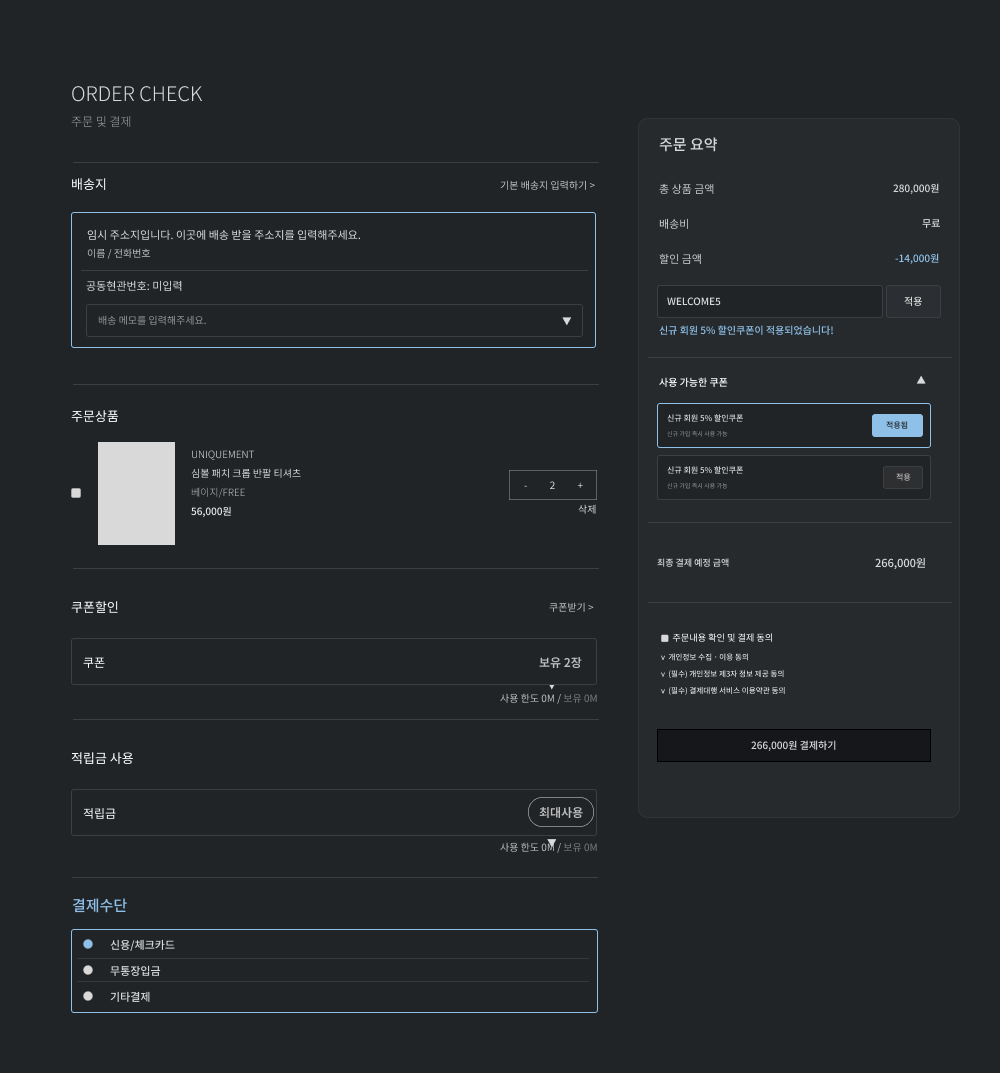 ORDER CHECK
주문 및 결제
배송지
기본 배송지 입력하기 >
임시 주소지입니다. 이곳에 배송 받을 주소지를 입력해주세요.
이름 / 전화번호
공동현관번호: 미입력
배송 메모를 입력해주세요.
주문상품
UNIQUEMENT
심볼 패치 크롭 반팔 티셔츠
베이지/FREE
56,000원
- 2 +
삭제
쿠폰할인
쿠폰받기 >
쿠폰
보유 2장
사용 한도 0M / 보유 0M
적립금 사용
적립금
최대사용
사용 한도 0M / 보유 0M
결제수단
신용/체크카드
무통장입금
기타결제
주문 요약
총 상품 금액 280,000원
배송비 무료
할인 금액 -14,000원
WELCOME5 적용
신규 회원 5% 할인쿠폰이 적용되었습니다!
사용 가능한 쿠폰
신규 회원 5% 할인쿠폰
신규 가입 즉시 사용 가능
적용됨
신규 회원 5% 할인쿠폰
신규 가입 즉시 사용 가능
적용
최종 결제 예정 금액 266,000원
주문내용 확인 및 결제 동의
v 개인정보 수집 · 이용 동의
v (필수) 개인정보 제3자 정보 제공 동의
v (필수) 결제대행 서비스 이용약관 동의
266,000원 결제하기